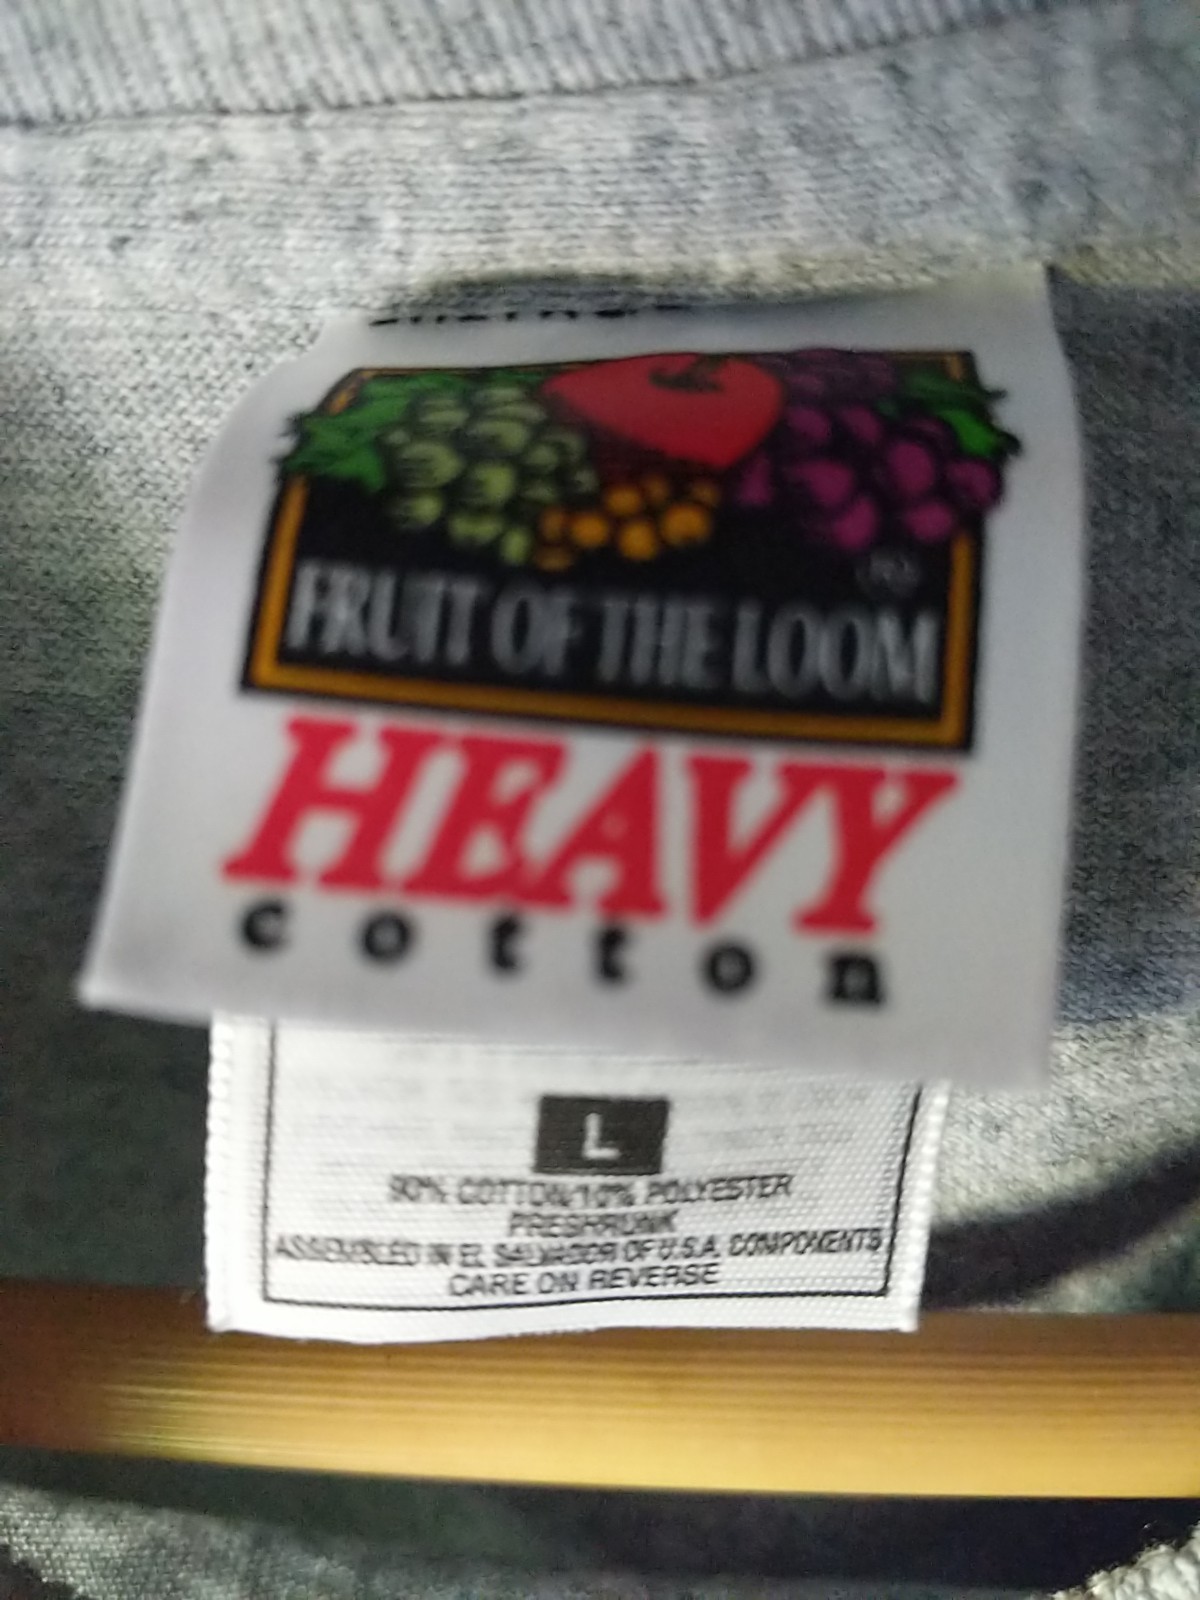 FRUIT OF THE LOOM
®
HEAVY
cotton
L
90% COTTON/10% POLYESTER
PRESHRUNK
ASSEMBLED IN EL SALVADOR OF U.S.A. COMPONENTS
CARE ON REVERSE